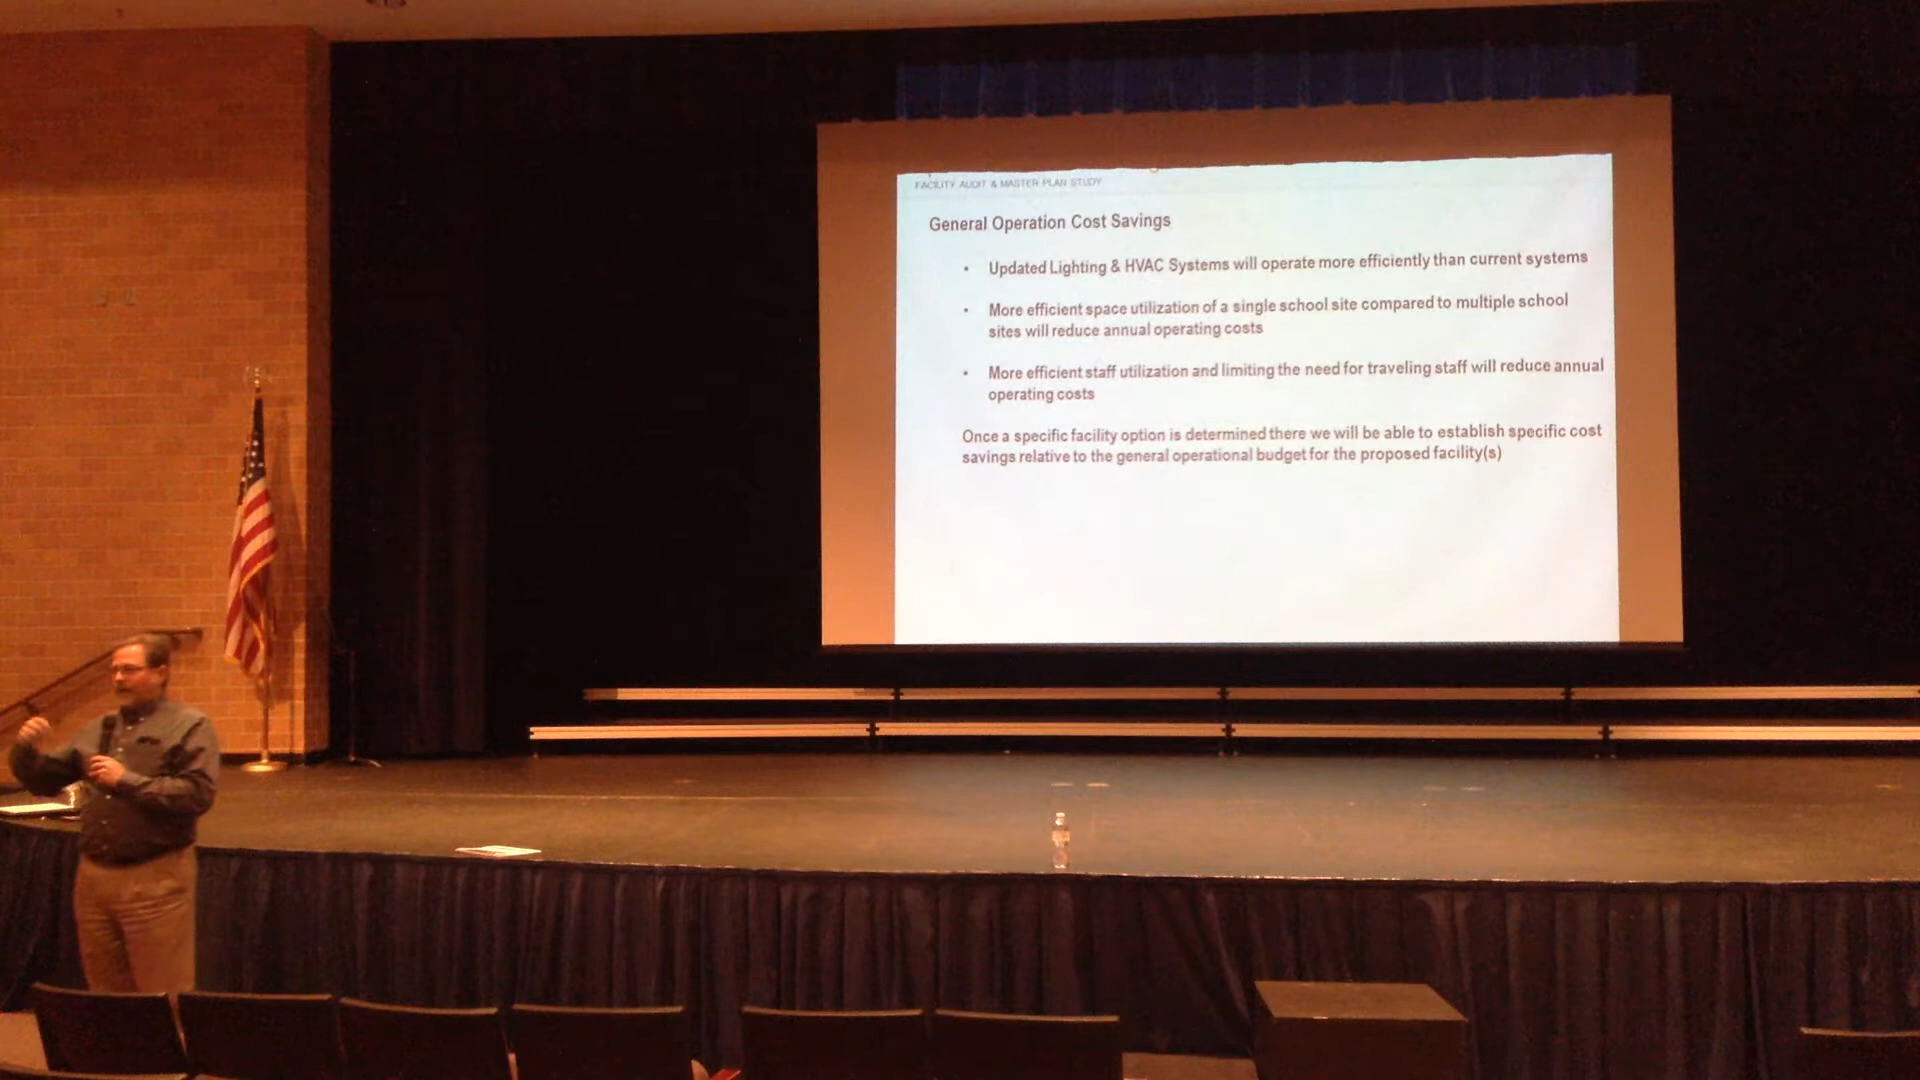 FACILITY AUDIT & MASTER PLAN STUDY
General Operation Cost Savings
• Updated Lighting & HVAC Systems will operate more efficiently than current systems
• More efficient space utilization of a single school site compared to multiple school
sites will reduce annual operating costs
• More efficient staff utilization and limiting the need for traveling staff will reduce annual
operating costs
Once a specific facility option is determined there we will be able to establish specific cost
savings relative to the general operational budget for the proposed facility(s)